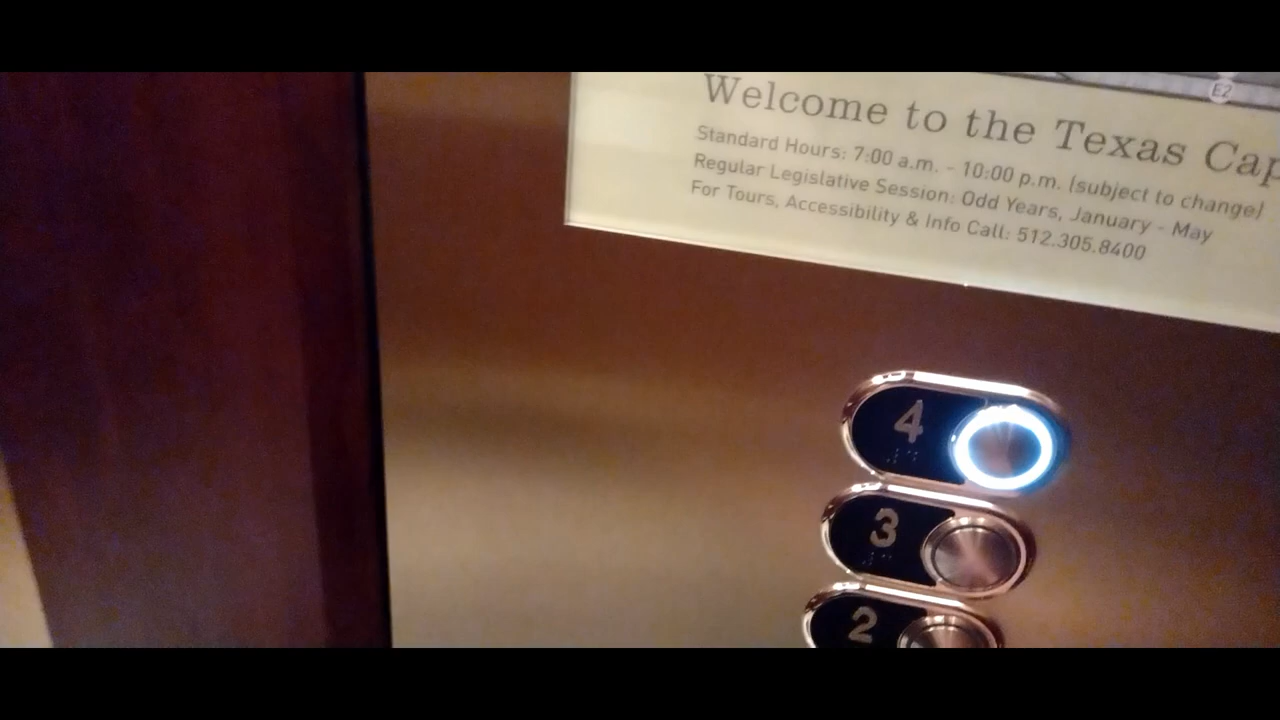 E2
Welcome to the Texas Cap
Standard Hours: 7:00 a.m. - 10:00 p.m. (subject to change)
Regular Legislative Session: Odd Years, January - May
For Tours, Accessibility & Info Call: 512.305.8400
4
3
2